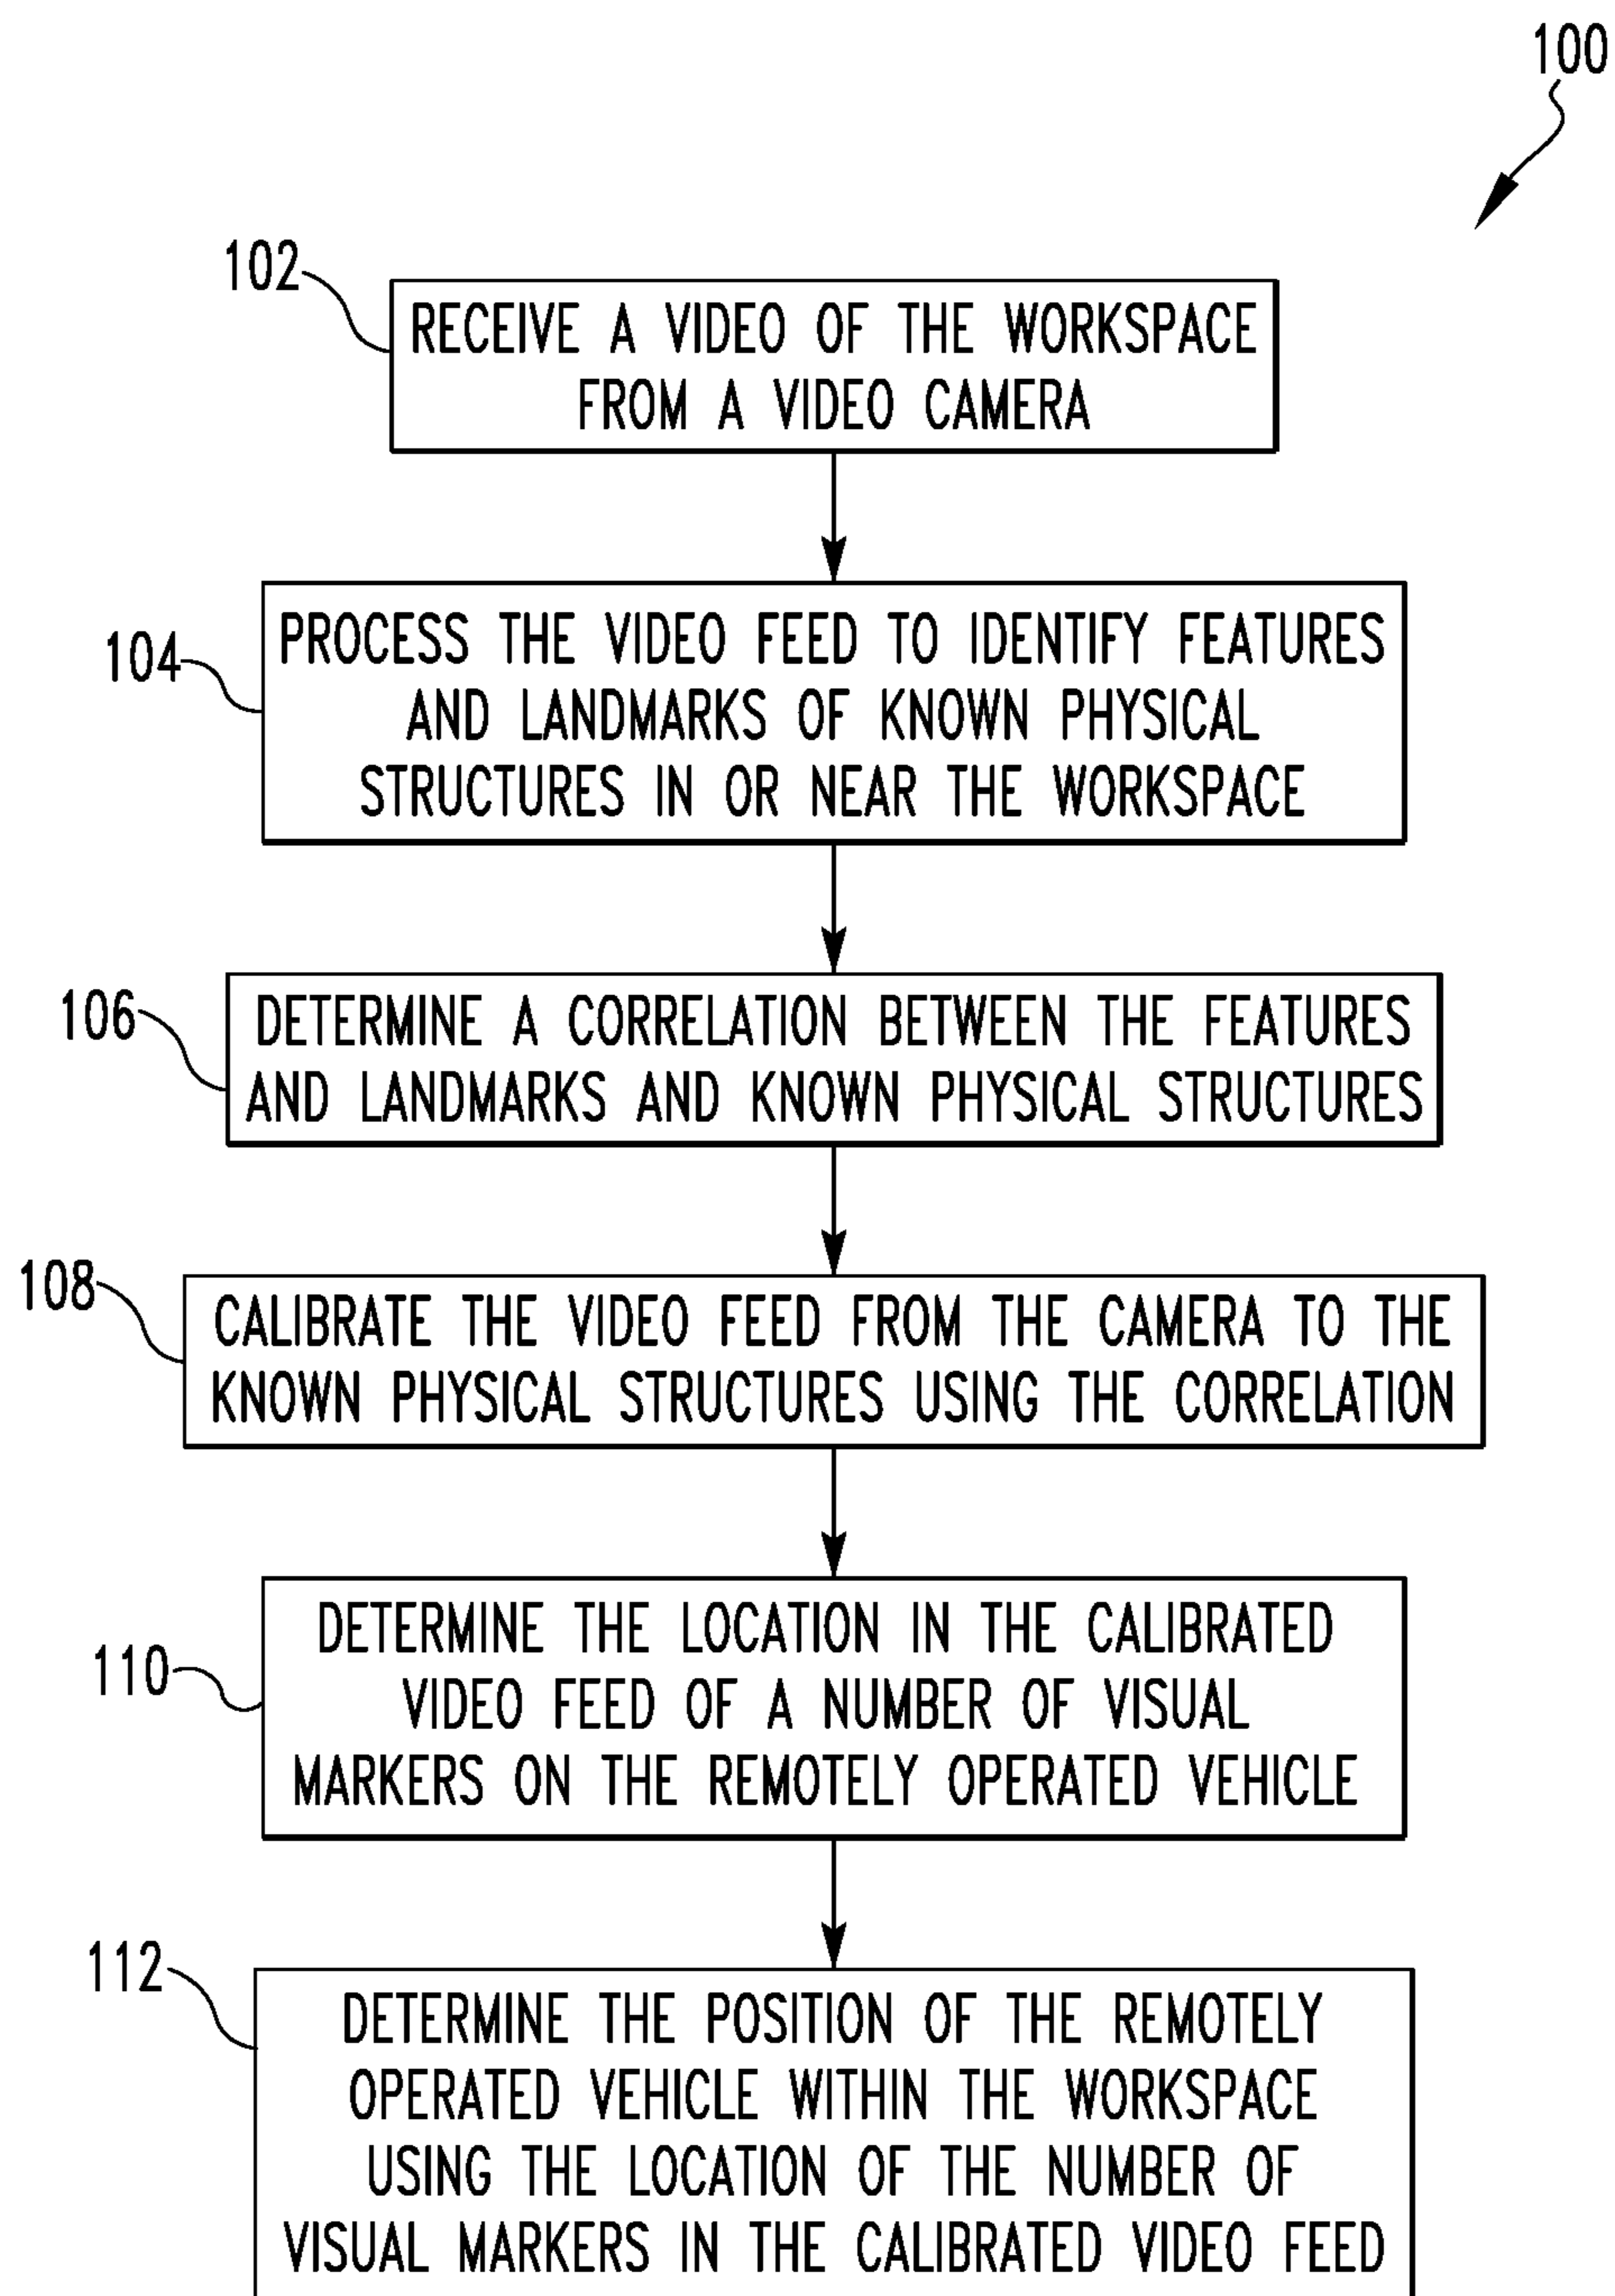 100
102
RECEIVE A VIDEO OF THE WORKSPACE
FROM A VIDEO CAMERA
104
PROCESS THE VIDEO FEED TO IDENTIFY FEATURES
AND LANDMARKS OF KNOWN PHYSICAL
STRUCTURES IN OR NEAR THE WORKSPACE
106
DETERMINE A CORRELATION BETWEEN THE FEATURES
AND LANDMARKS AND KNOWN PHYSICAL STRUCTURES
108
CALIBRATE THE VIDEO FEED FROM THE CAMERA TO THE
KNOWN PHYSICAL STRUCTURES USING THE CORRELATION
110
DETERMINE THE LOCATION IN THE CALIBRATED
VIDEO FEED OF A NUMBER OF VISUAL
MARKERS ON THE REMOTELY OPERATED VEHICLE
112
DETERMINE THE POSITION OF THE REMOTELY
OPERATED VEHICLE WITHIN THE WORKSPACE
USING THE LOCATION OF THE NUMBER OF
VISUAL MARKERS IN THE CALIBRATED VIDEO FEED